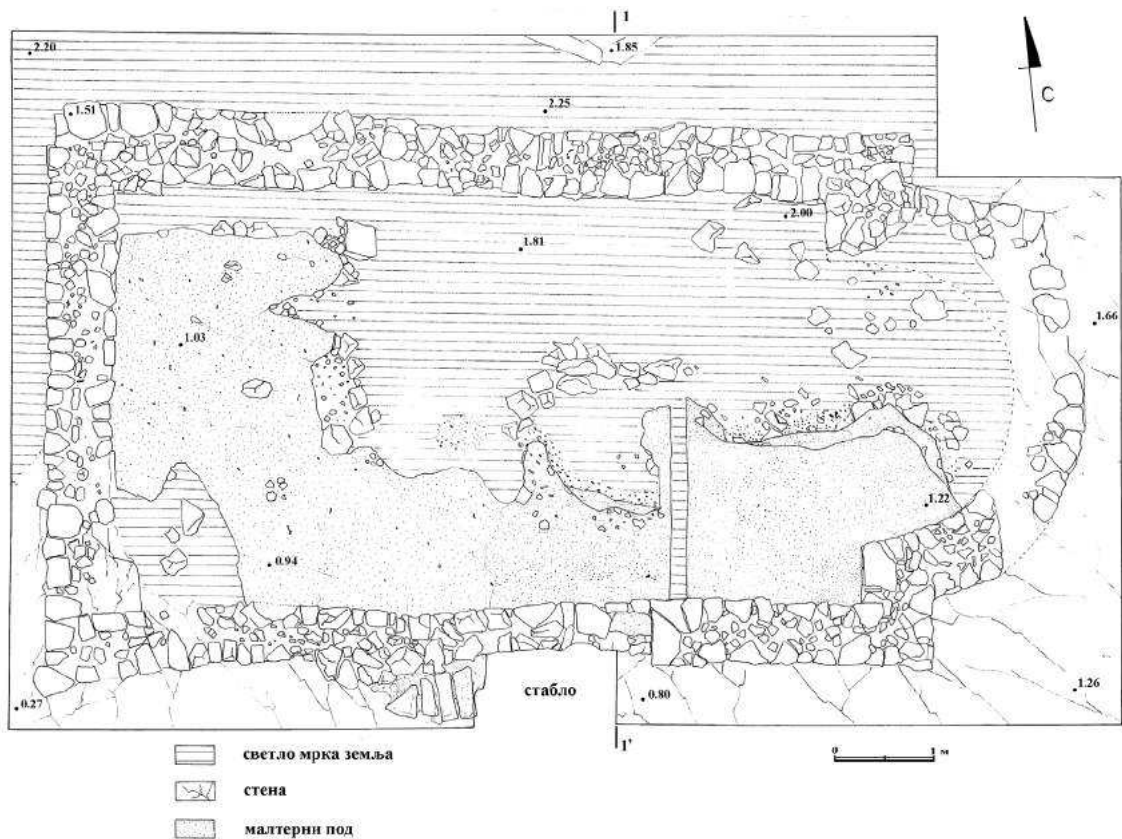 1
2.20
1.85
С
1.51
2.25
2.00
1.81
1.66
1.03
1.22
0.94
стабло
0.27
0.80
1.26
1'
0 1 м
светло мрка земља
стена
малтерни под